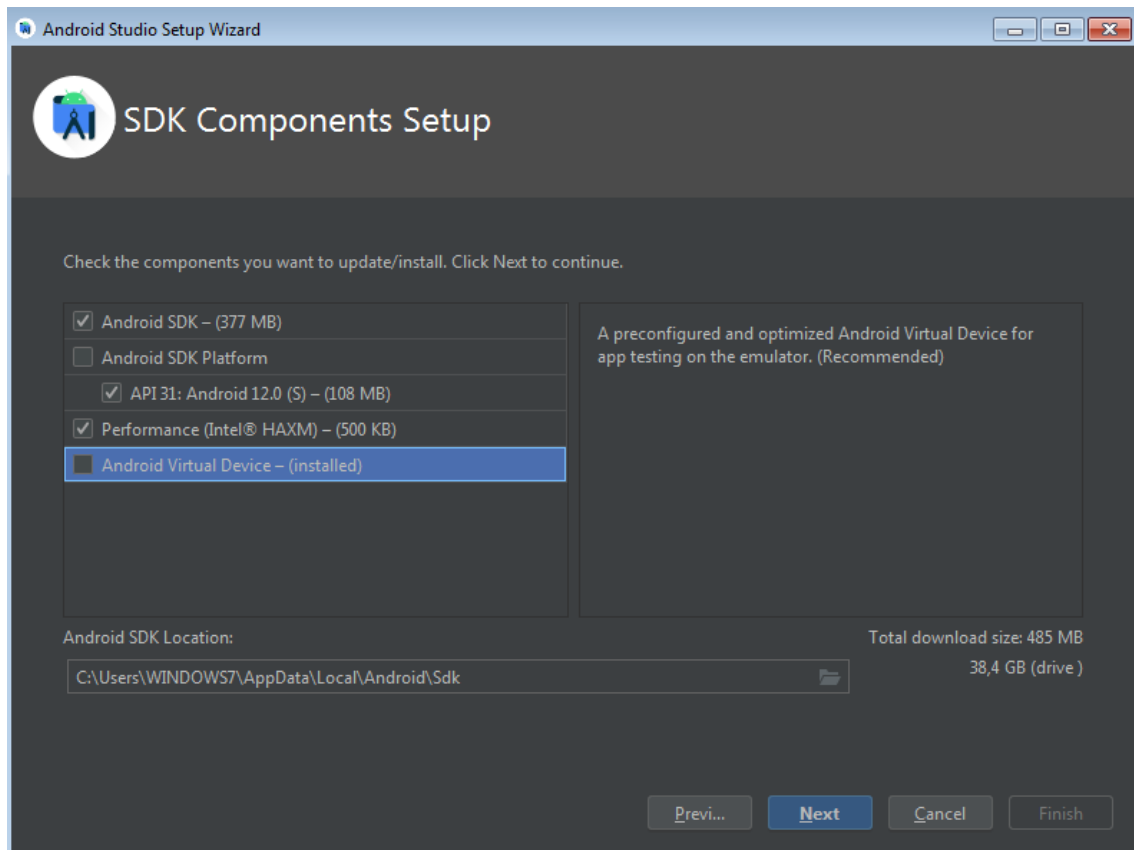 Android Studio Setup Wizard
SDK Components Setup
Check the components you want to update/install. Click Next to continue.
Android SDK – (377 MB)
Android SDK Platform
API 31: Android 12.0 (S) – (108 MB)
Performance (Intel® HAXM) – (500 KB)
Android Virtual Device – (installed)
A preconfigured and optimized Android Virtual Device for
app testing on the emulator. (Recommended)
Android SDK Location:
C:\Users\WINDOWS7\AppData\Local\Android\Sdk
Total download size: 485 MB
38,4 GB (drive )
Previ...
Next
Cancel
Finish